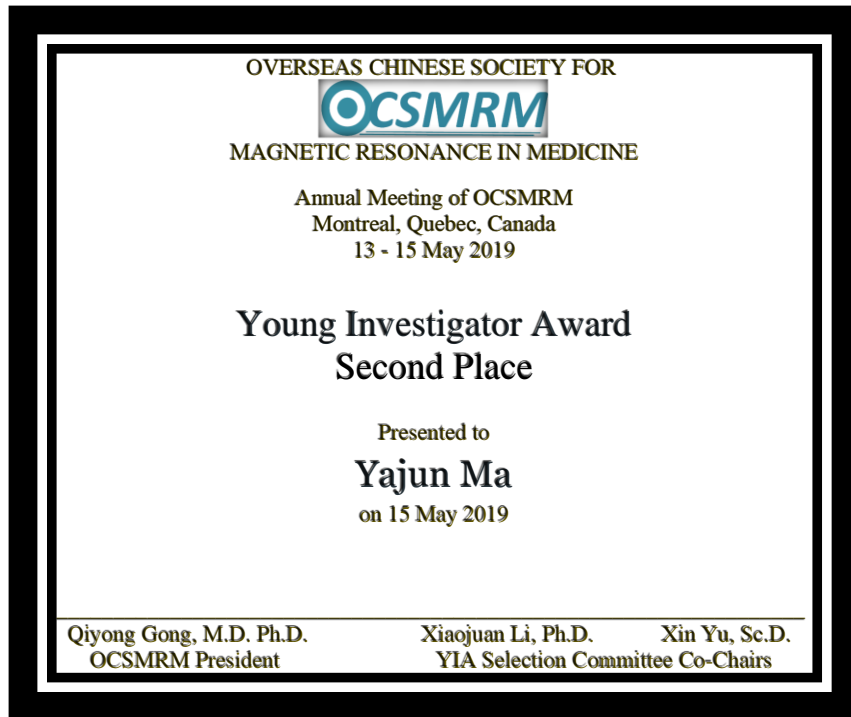 OVERSEAS CHINESE SOCIETY FOR
OCSMRM
MAGNETIC RESONANCE IN MEDICINE
Annual Meeting of OCSMRM
Montreal, Quebec, Canada
13 - 15 May 2019
Young Investigator Award
Second Place
Presented to
Yajun Ma
on 15 May 2019
Qiyong Gong, M.D. Ph.D. Xiaojuan Li, Ph.D. Xin Yu, Sc.D.
OCSMRM President YIA Selection Committee Co-Chairs